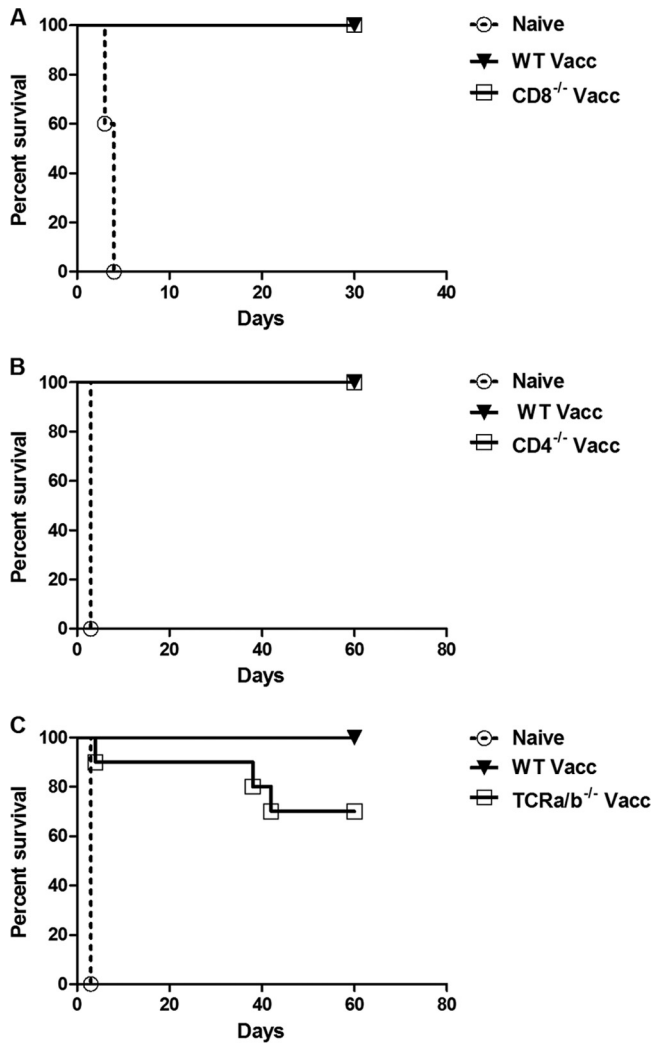 A
100
80
60
40
20
0
0 10 20 30 40
Percent survival
Days
Naive
WT Vacc
CD8-/- Vacc
B
100
80
60
40
20
0
0 20 40 60 80
Percent survival
Days
Naive
WT Vacc
CD4-/- Vacc
C
100
80
60
40
20
0
0 20 40 60 80
Percent survival
Days
Naive
WT Vacc
TCRa/b-/- Vacc